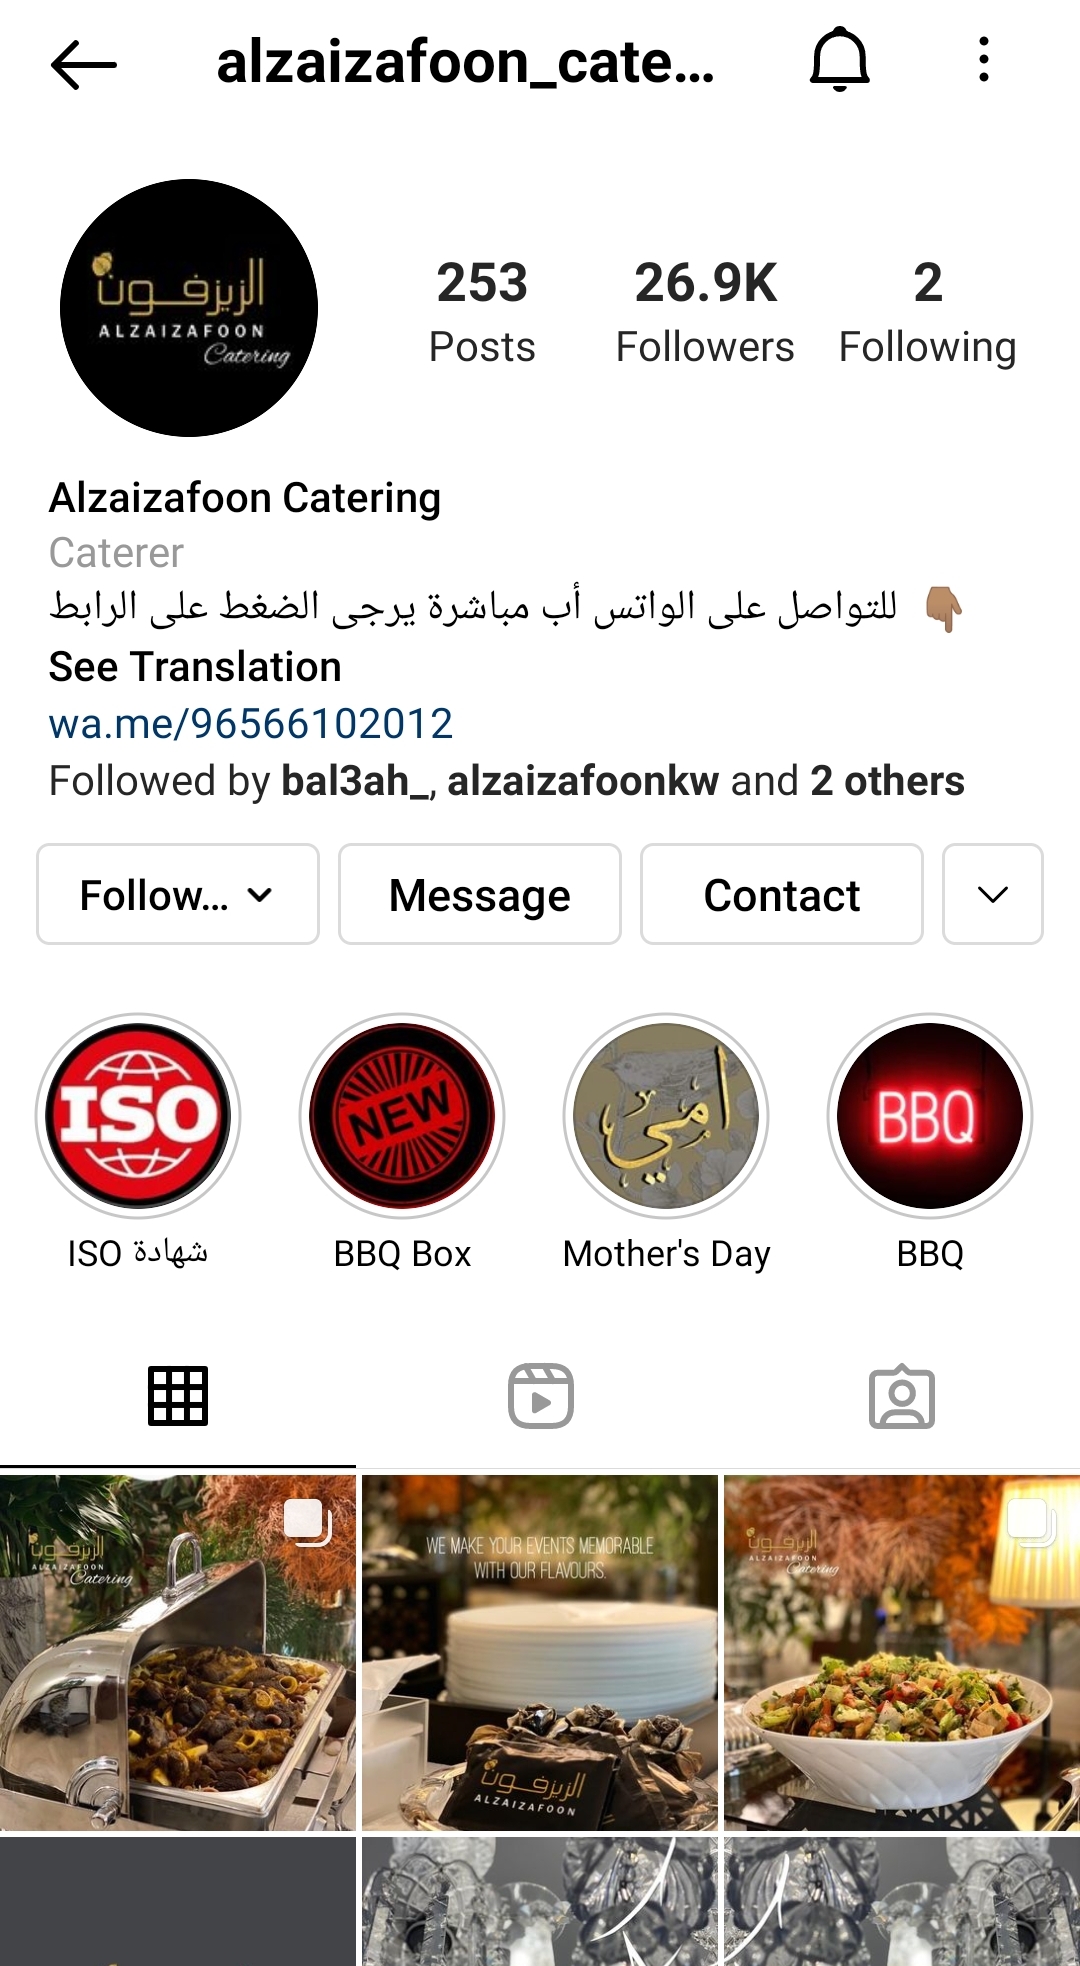 alzaizafoon_cate...
الزيزفون
ALZAIZAFOON
Catering
253
Posts
26.9K
Followers
2
Following
Alzaizafoon Catering
Caterer
للتواصل على الواتس أب مباشرة يرجى الضغط على الرابط 👇🏽
See Translation
wa.me/96566102012
Followed by bal3ah_, alzaizafoonkw and 2 others
Follow...
Message
Contact
ISO
NEW
أمي
BBQ
شهادة ISO
BBQ Box
Mother's Day
BBQ
الزيزفون
ALZAIZAFOON
Catering
WE MAKE YOUR EVENTS MEMORABLE
WITH OUR FLAVOURS.
الزيزفون
ALZAIZAFOON
الزيزفون
ALZAIZAFOON
Catering